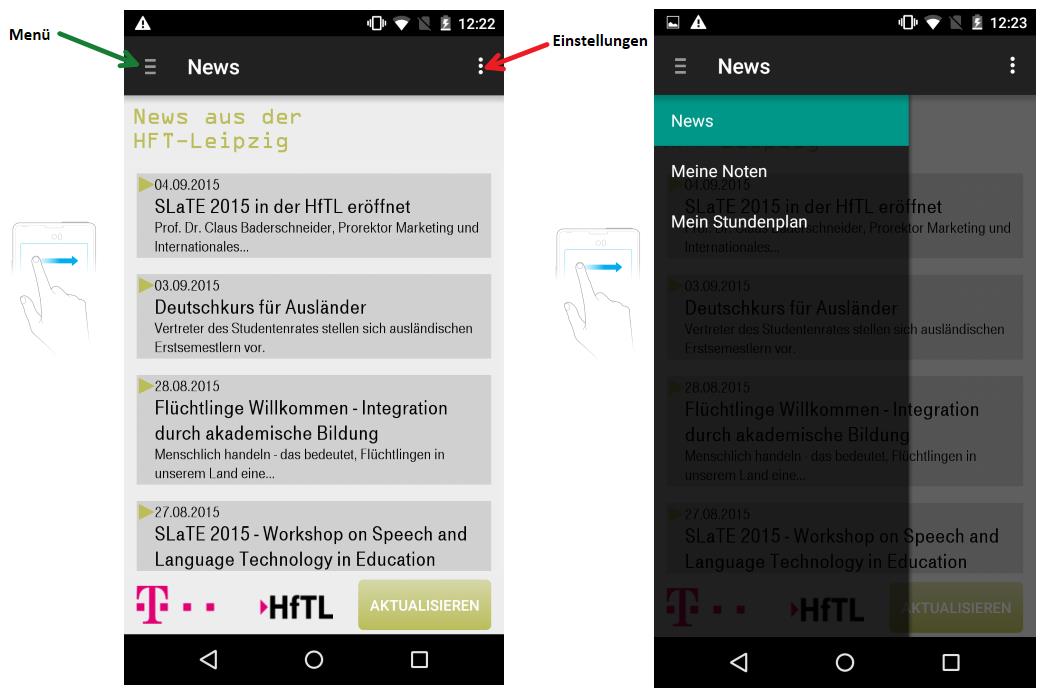 Menü
Einstellungen
12:22
News
News aus der
HFT-Leipzig
04.09.2015
SLaTE 2015 in der HfTL eröffnet
Prof. Dr. Claus Baderschneider, Prorektor Marketing und
Internationales...
03.09.2015
Deutschkurs für Ausländer
Vertreter des Studentenrates stellen sich ausländischen
Erstsemestlern vor.
28.08.2015
Flüchtlinge Willkommen - Integration
durch akademische Bildung
Menschlich handeln - das bedeutet, Flüchtlingen in
unserem Land eine...
27.08.2015
SLaTE 2015 - Workshop on Speech and
Language Technology in Education
T
HfTL
AKTUALISIEREN
12:23
News
News
Meine Noten
Mein Stundenplan
04.09.2015
SLaTE 2015 in der HfTL eröffnet
Prof. Dr. Claus Baderschneider, Prorektor Marketing und
Internationales...
03.09.2015
Deutschkurs für Ausländer
Vertreter des Studentenrates stellen sich ausländischen
Erstsemestlern vor.
28.08.2015
Flüchtlinge Willkommen - Integration
durch akademische Bildung
Menschlich handeln - das bedeutet, Flüchtlingen in
unserem Land eine...
27.08.2015
SLaTE 2015 - Workshop on Speech and
Language Technology in Education
T
HfTL
AKTUALISIEREN